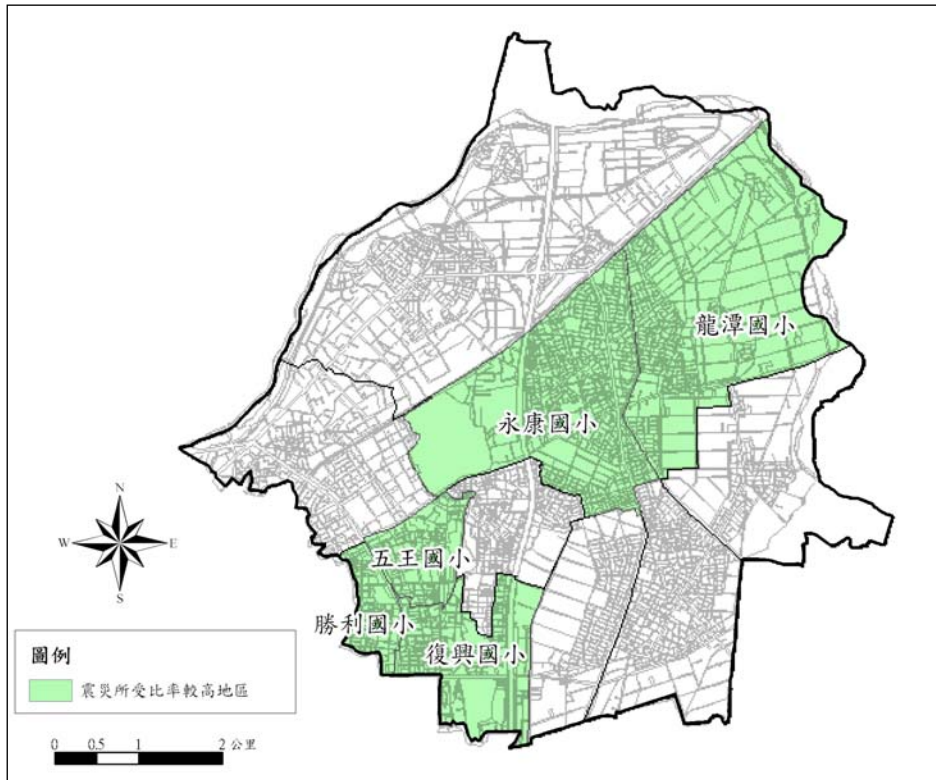 龍潭國小
永康國小
五王國小
勝利國小
復興國小
N
W
E
S
圖例
震災所受比率較高地區
0 0.5 1 2 公里